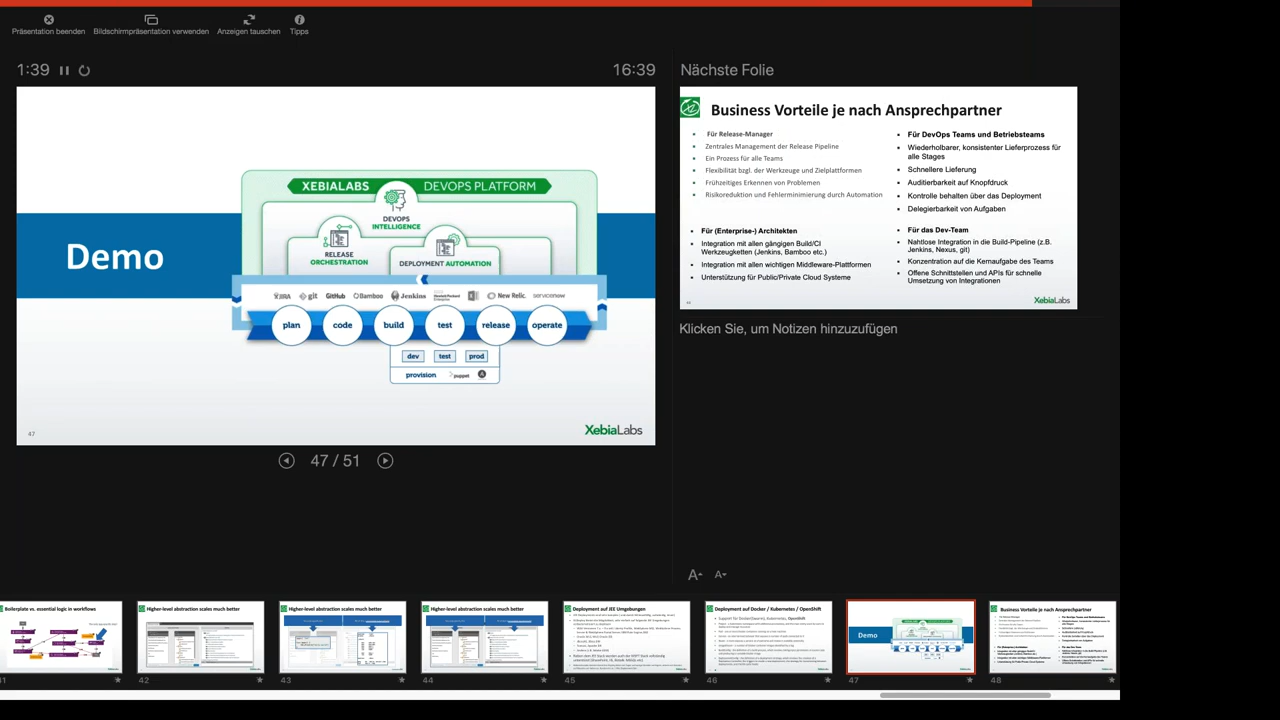 Präsentation beenden
Bildschirmpräsentation verwenden
Anzeigen tauschen
Tipps
1:39
16:39
XEBIALABS DEVOPS PLATFORM
DEVOPS
INTELLIGENCE
RELEASE
ORCHESTRATION
DEPLOYMENT AUTOMATION
Demo
JIRA git GitHub Bamboo Jenkins Hewlett Packard Enterprise New Relic servicenow
plan code build test release operate
dev test prod
provision puppet
47
XebiaLabs
47 / 51
Nächste Folie
Business Vorteile je nach Ansprechpartner
Für Release-Manager
Zentrales Management der Release Pipeline
Ein Prozess für alle Teams
Flexibilität bzgl. der Werkzeuge und Zielplattformen
Frühzeitiges Erkennen von Problemen
Risikoreduktion und Fehlerminimierung durch Automation
Für (Enterprise-) Architekten
Integration mit allen gängigen Build/CI
Werkzeugketten (Jenkins, Bamboo etc.)
Integration mit allen wichtigen Middleware-Plattformen
Unterstützung für Public/Private Cloud Systeme
Für DevOps Teams und Betriebsteams
Wiederholbarer, konsistenter Lieferprozess für
alle Stages
Schnellere Lieferung
Auditierbarkeit auf Knopfdruck
Kontrolle behalten über das Deployment
Delegierbarkeit von Aufgaben
Für das Dev-Team
Nahtlose Integration in die Build-Pipeline (z.B.
Jenkins, Nexus, git)
Konzentration auf die Kernaufgabe des Teams
Offene Schnittstellen und APIs für schnelle
Umsetzung von Integrationen
XebiaLabs
Klicken Sie, um Notizen hinzuzufügen
Boilerplate vs. essential logic in workflows
Higher-level abstraction scales much better
42
Higher-level abstraction scales much better
43
Higher-level abstraction scales much better
44
Deployment auf JEE Umgebungen
45
Deployment auf Docker / Kubernetes / OpenShift
46
Demo
47
Business Vorteile je nach Ansprechpartner
48